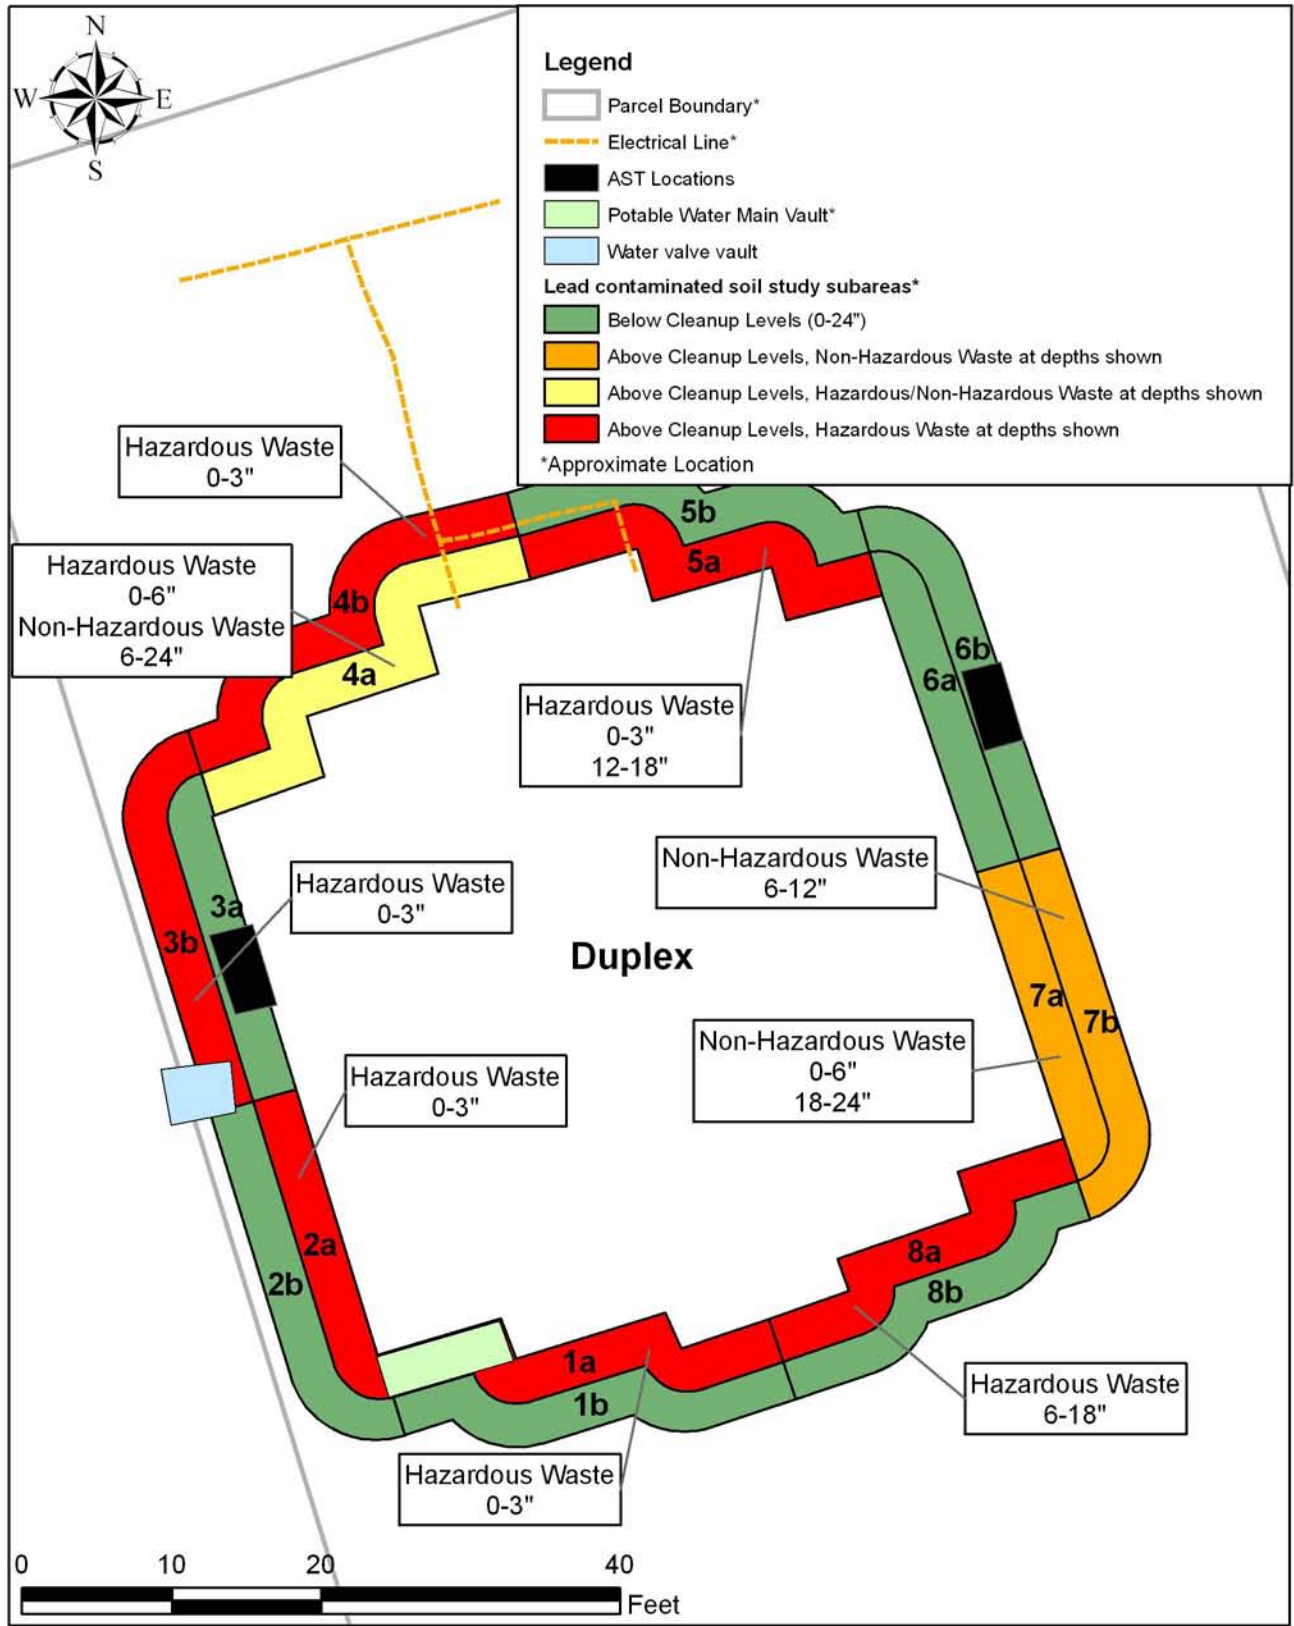 N
W E
S
Legend
Parcel Boundary*
Electrical Line*
AST Locations
Potable Water Main Vault*
Water valve vault
Lead contaminated soil study subareas*
Below Cleanup Levels (0-24")
Above Cleanup Levels, Non-Hazardous Waste at depths shown
Above Cleanup Levels, Hazardous/Non-Hazardous Waste at depths shown
Above Cleanup Levels, Hazardous Waste at depths shown
*Approximate Location
Hazardous Waste
0-3"
5b
5a
Hazardous Waste
0-6"
Non-Hazardous Waste
6-24"
4b
4a
6b
6a
Hazardous Waste
0-3"
12-18"
Non-Hazardous Waste
6-12"
Hazardous Waste
0-3"
3a
3b
Duplex
7a
7b
Non-Hazardous Waste
0-6"
18-24"
Hazardous Waste
0-3"
2a
2b
8a
8b
1a
1b
Hazardous Waste
6-18"
Hazardous Waste
0-3"
0 10 20 40
Feet